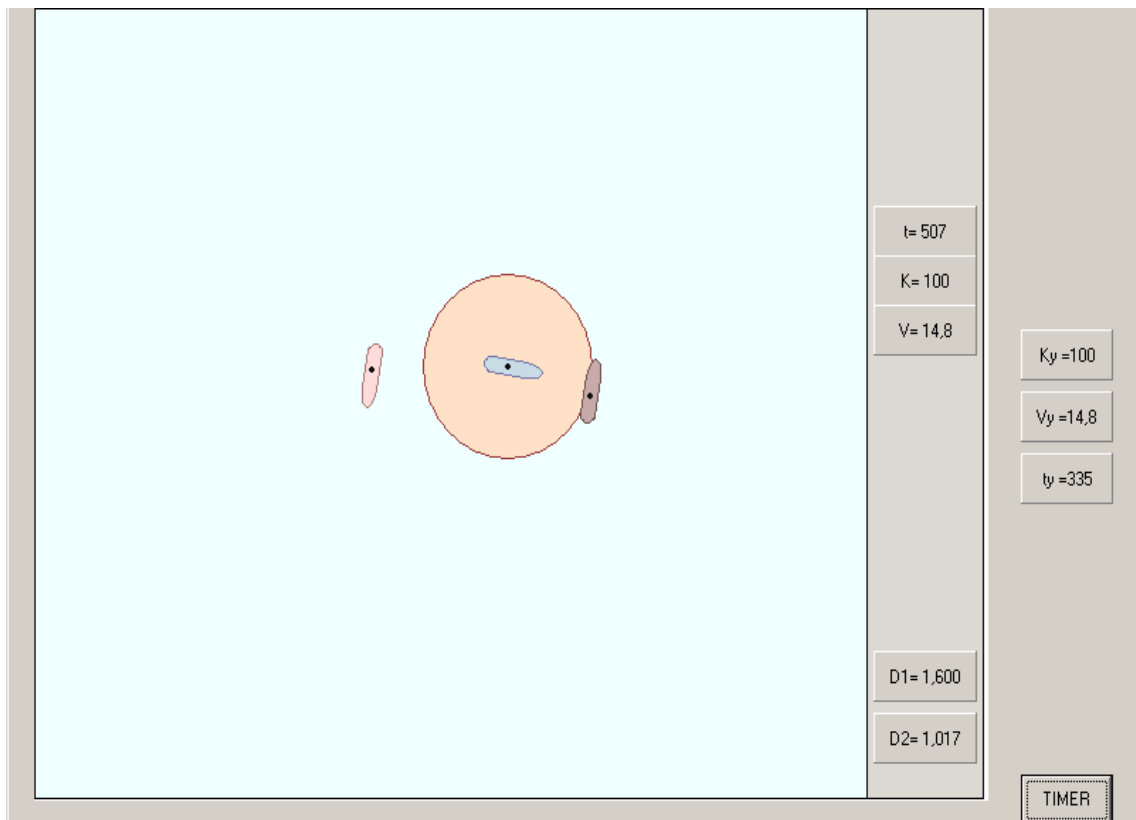 t= 507
K= 100
V= 14,8
Ky =100
Vy =14,8
ty =335
D1= 1,600
D2= 1,017
TIMER